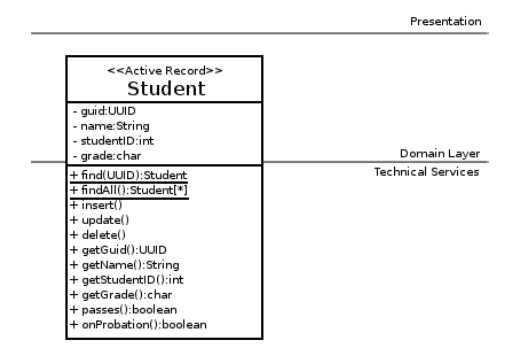 Presentation
<<Active Record>>
Student
- guid:UUID
- name:String
- studentID:int
- grade:char
Domain Layer
Technical Services
+ find(UUID):Student
+ findAll():Student[*]
+ insert()
+ update()
+ delete()
+ getGuid():UUID
+ getName():String
+ getStudentID():int
+ getGrade():char
+ passes():boolean
+ onProbation():boolean